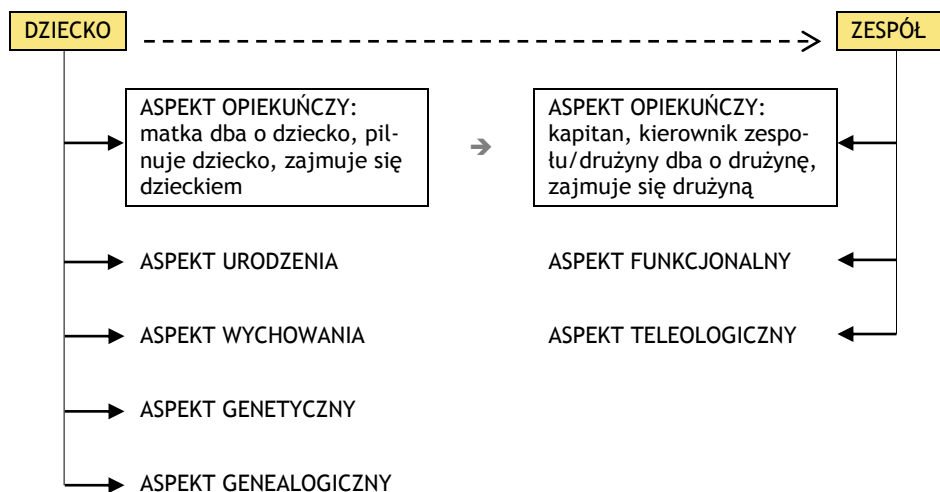 DZIECKO
ZESPÓŁ
ASPEKT OPIEKUŃCZY:
matka dba o dziecko, pil-
nuje dziecko, zajmuje się
dzieckiem
ASPEKT OPIEKUŃCZY:
kapitan, kierownik zespo-
łu/drużyny dba o drużynę,
zajmuje się drużyną
ASPEKT URODZENIA
ASPEKT FUNKCJONALNY
ASPEKT WYCHOWANIA
ASPEKT TELEOLOGICZNY
ASPEKT GENETYCZNY
ASPEKT GENEALOGICZNY